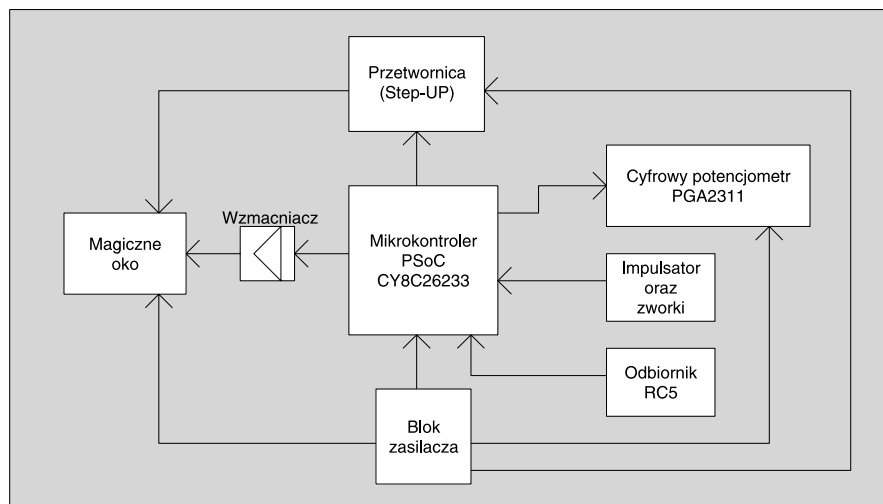 Przetwornica
(Step-UP)
Cyfrowy potencjometr
PGA2311
Wzmacniacz
Magiczne
oko
Mikrokontroler
PSoC
CY8C26233
Impulsator
oraz
zworki
Odbiornik
RC5
Blok
zasilacza